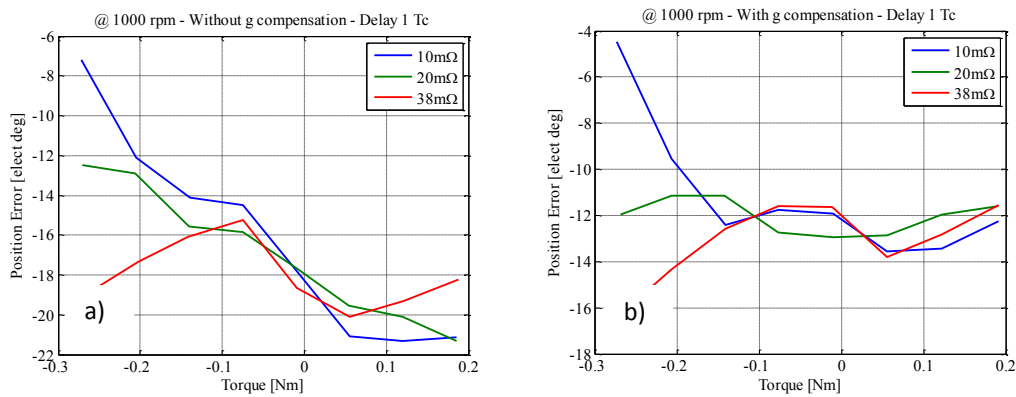 @ 1000 rpm - Without g compensation - Delay 1 Tc
-6
-8
-10
-12
-14
-16
-18
-20
-22
-0.3
-0.2
-0.1
0
0.1
0.2
Position Error [elect deg]
Torque [Nm]
10mΩ
20mΩ
38mΩ
a)
@ 1000 rpm - With g compensation - Delay 1 Tc
-4
-6
-8
-10
-12
-14
-16
-18
-0.3
-0.2
-0.1
0
0.1
0.2
Position Error [elect deg]
Torque [Nm]
10mΩ
20mΩ
38mΩ
b)